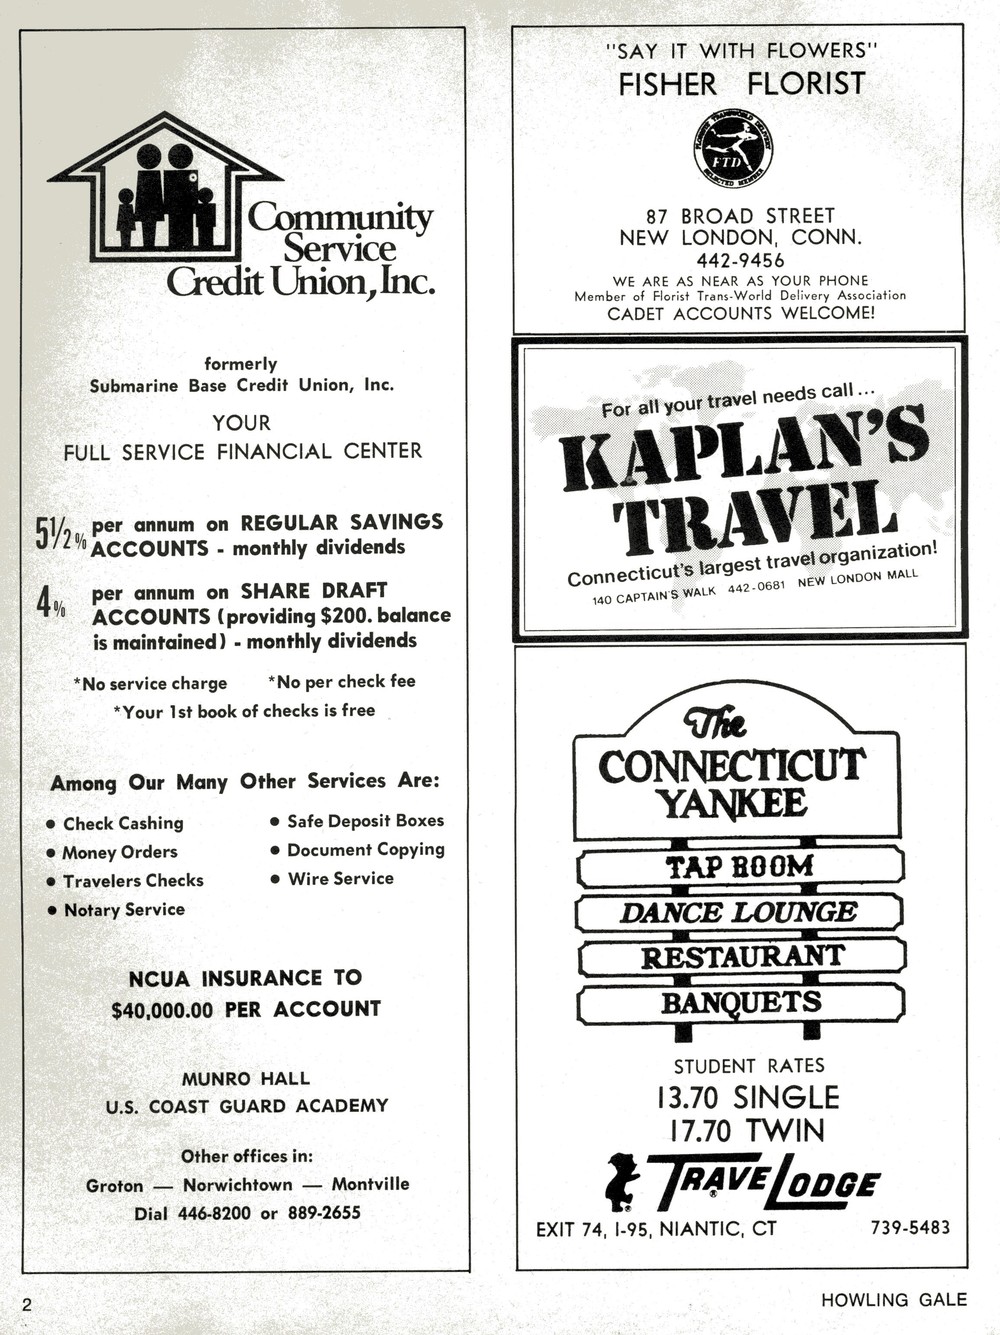 Community
Service
Credit Union, Inc.
formerly
Submarine Base Credit Union, Inc.
YOUR
FULL SERVICE FINANCIAL CENTER
5½% per annum on REGULAR SAVINGS
ACCOUNTS - monthly dividends
4% per annum on SHARE DRAFT
ACCOUNTS (providing $200. balance
is maintained) - monthly dividends
*No service charge *No per check fee
*Your 1st book of checks is free
Among Our Many Other Services Are:
• Check Cashing
• Money Orders
• Travelers Checks
• Notary Service
• Safe Deposit Boxes
• Document Copying
• Wire Service
NCUA INSURANCE TO
$40,000.00 PER ACCOUNT
MUNRO HALL
U.S. COAST GUARD ACADEMY
Other offices in:
Groton — Norwichtown — Montville
Dial 446-8200 or 889-2655
"SAY IT WITH FLOWERS"
FISHER FLORIST
FLORISTS' TRANSWORLD DELIVERY
FTD
SELECTED MEMBER
87 BROAD STREET
NEW LONDON, CONN.
442-9456
WE ARE AS NEAR AS YOUR PHONE
Member of Florist Trans-World Delivery Association
CADET ACCOUNTS WELCOME!
For all your travel needs call ...
KAPLAN'S
TRAVEL
Connecticut's largest travel organization!
140 CAPTAIN'S WALK 442-0681 NEW LONDON MALL
The
CONNECTICUT
YANKEE
TAP ROOM
DANCE LOUNGE
RESTAURANT
BANQUETS
STUDENT RATES
13.70 SINGLE
17.70 TWIN
TRAVELODGE
EXIT 74, I-95, NIANTIC, CT 739-5483
2
HOWLING GALE